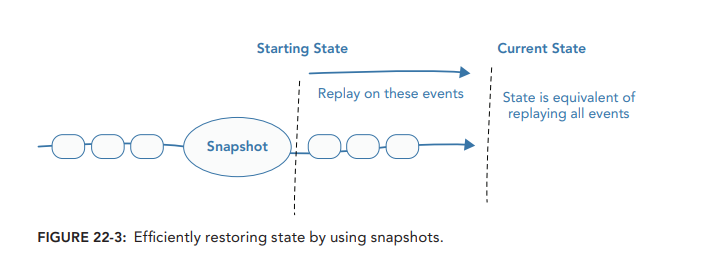 Starting State
Current State
Replay on these events
State is equivalent of
replaying all events
Snapshot
FIGURE 22-3: Efficiently restoring state by using snapshots.